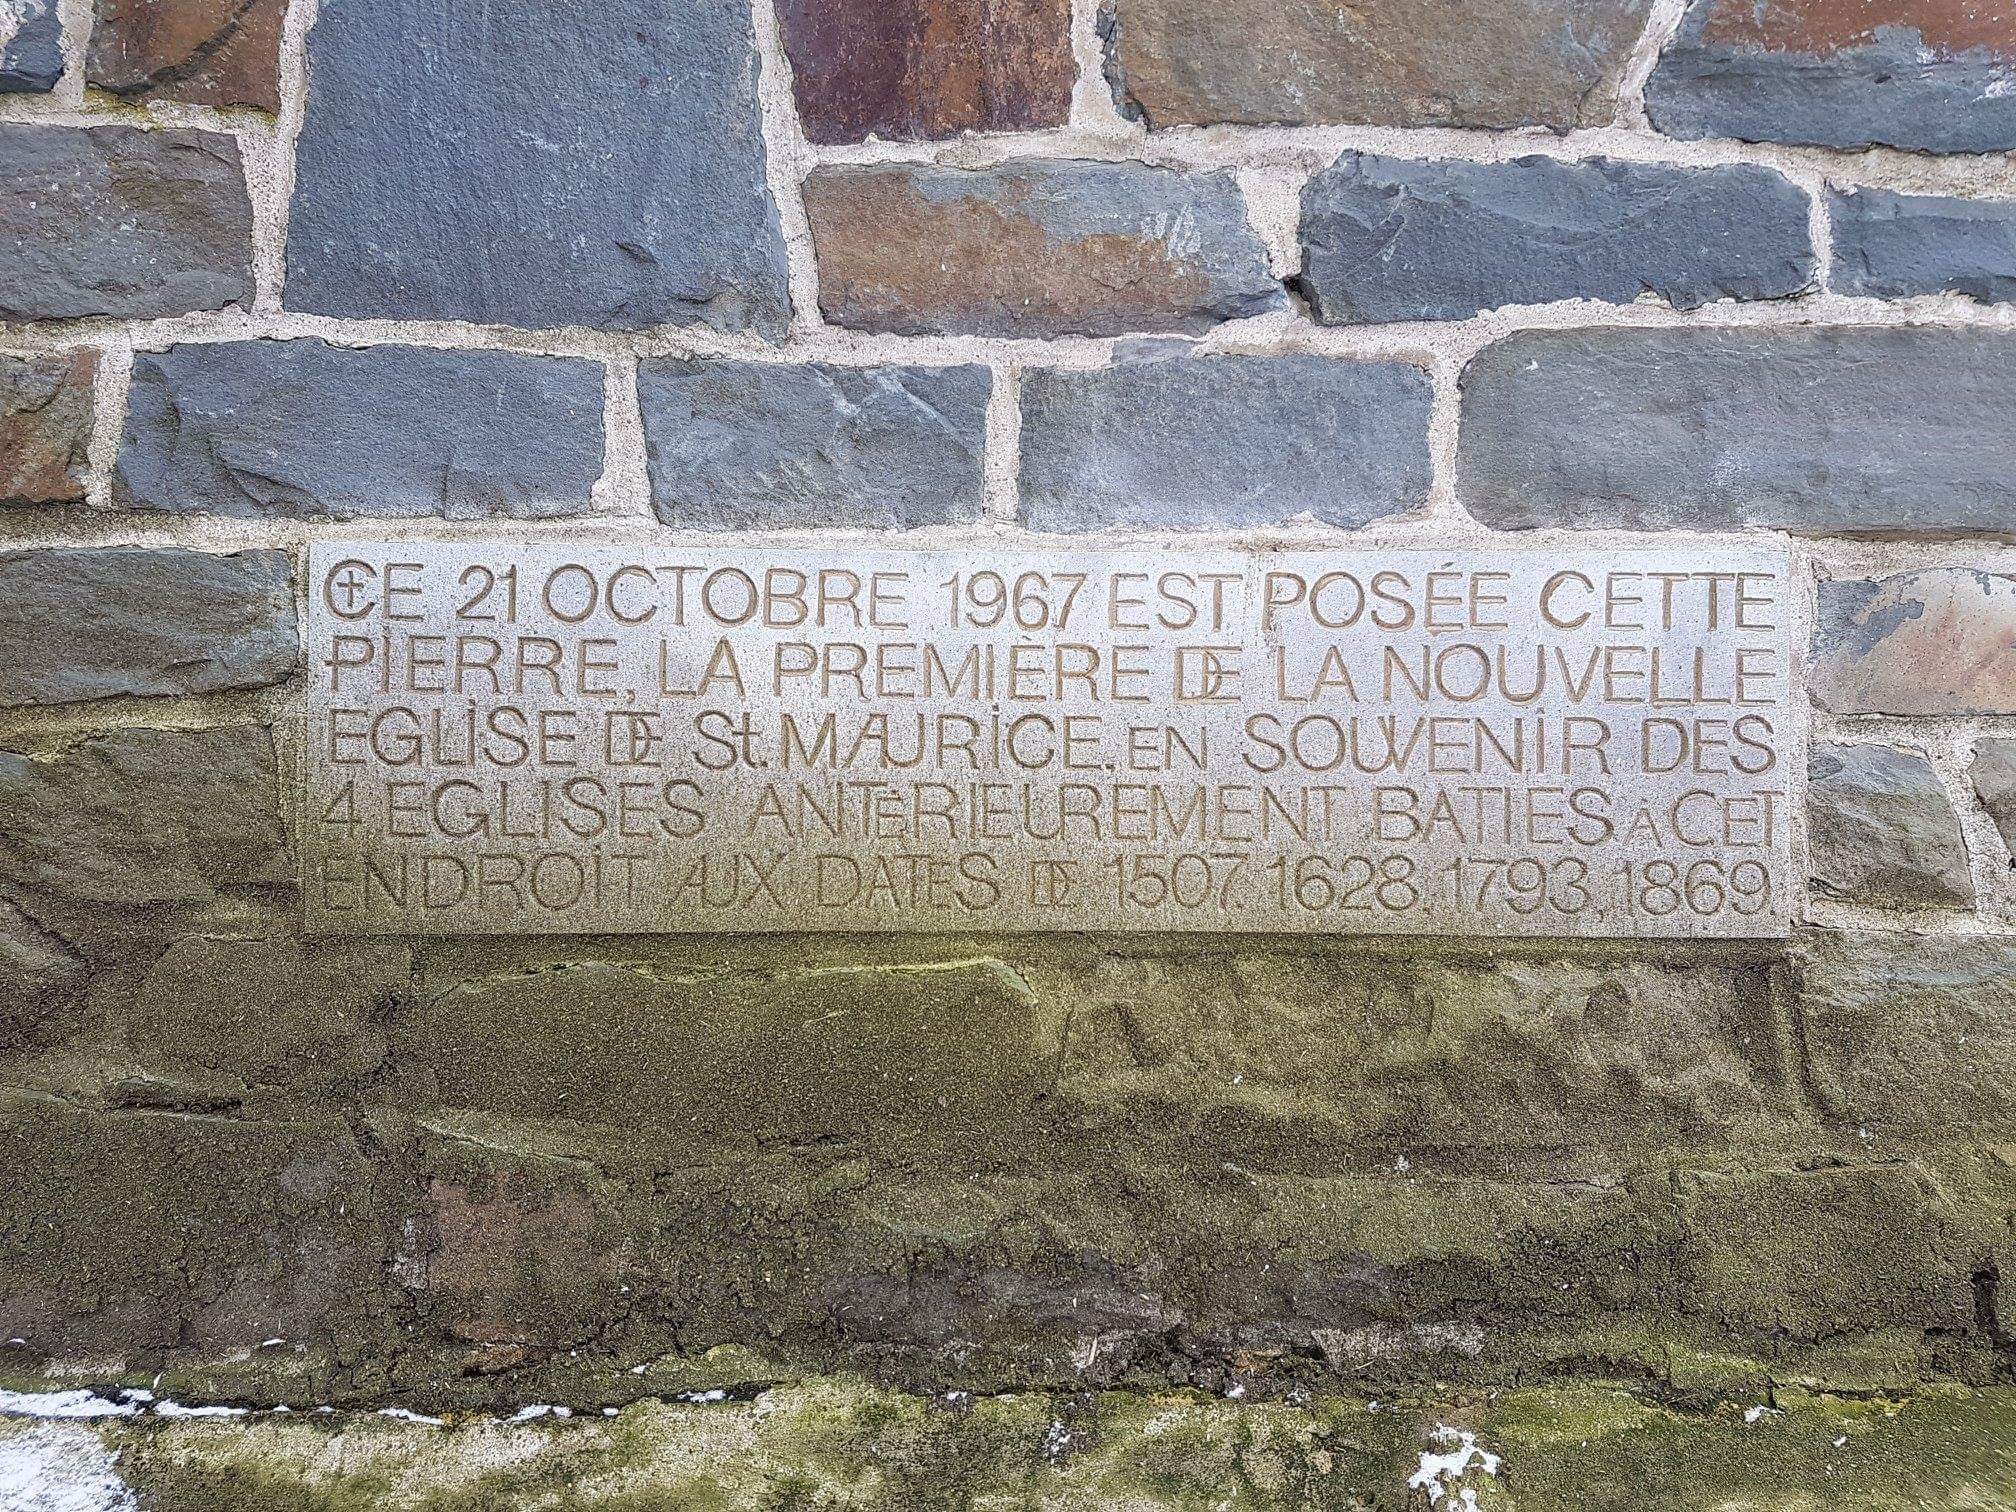 CE 21 OCTOBRE 1967 EST POSÉE CETTE
PIERRE, LA PREMIÈRE DE LA NOUVELLE
EGLISE DE St. MAURICE. EN SOUVENIR DES
4 EGLISES ANTÉRIEUREMENT BATIES À CET
ENDROIT AUX DATES DE 1507. 1628, 1793, 1869.